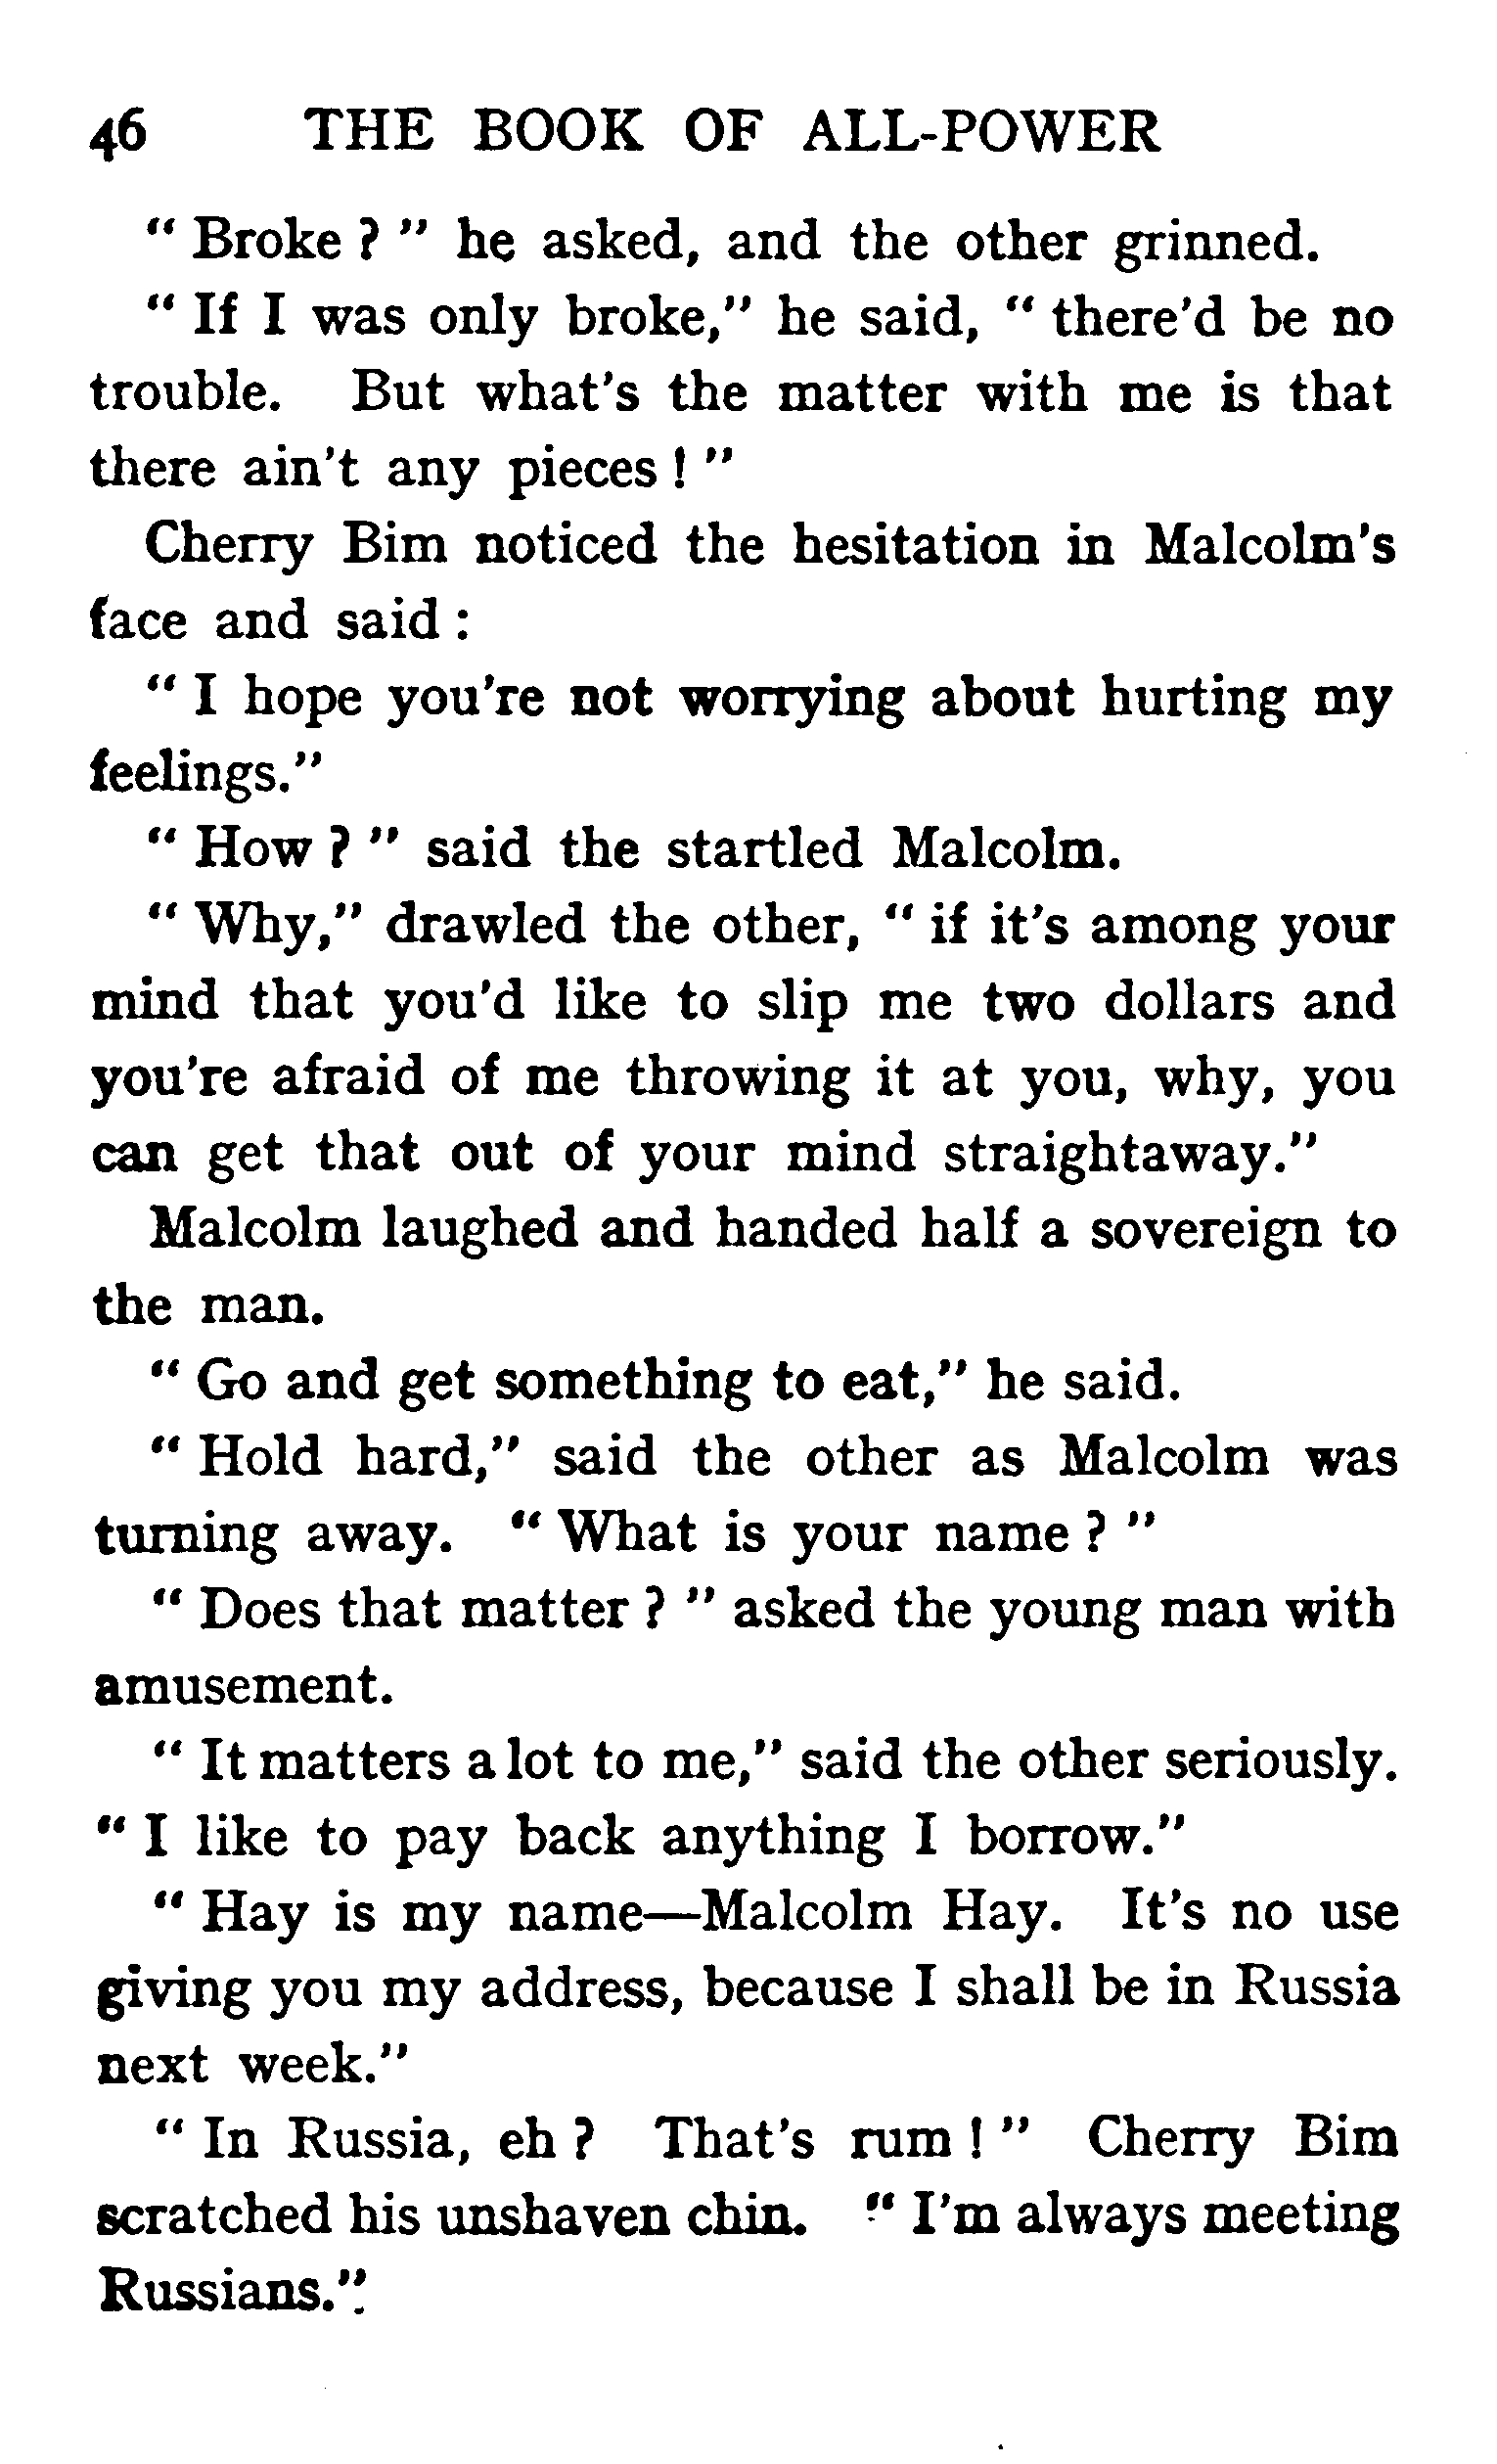 46 THE BOOK OF ALL-POWER
" Broke ? " he asked, and the other grinned.
" If I was only broke," he said, " there'd be no
trouble. But what's the matter with me is that
there ain't any pieces ! "
Cherry Bim noticed the hesitation in Malcolm's
face and said :
" I hope you're not worrying about hurting my
feelings."
" How ? " said the startled Malcolm.
" Why," drawled the other, " if it's among your
mind that you'd like to slip me two dollars and
you're afraid of me throwing it at you, why, you
can get that out of your mind straightaway."
Malcolm laughed and handed half a sovereign to
the man.
" Go and get something to eat," he said.
" Hold hard," said the other as Malcolm was
turning away. " What is your name ? "
" Does that matter ? " asked the young man with
amusement.
" It matters a lot to me," said the other seriously.
" I like to pay back anything I borrow."
" Hay is my name—Malcolm Hay. It's no use
giving you my address, because I shall be in Russia
next week."
" In Russia, eh ? That's rum ! " Cherry Bim
scratched his unshaven chin. " I'm always meeting
Russians."